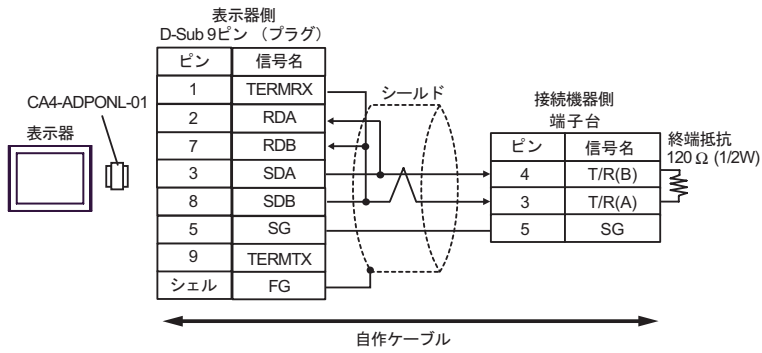 表示器側
D-Sub 9ピン （プラグ）
ピン 信号名
1 TERMRX
2 RDA
7 RDB
3 SDA
8 SDB
5 SG
9 TERMTX
シェル FG
CA4-ADPONL-01
表示器
シールド
接続機器側
端子台
ピン 信号名
4 T/R(B)
3 T/R(A)
5 SG
終端抵抗
120 Ω (1/2W)
自作ケーブル